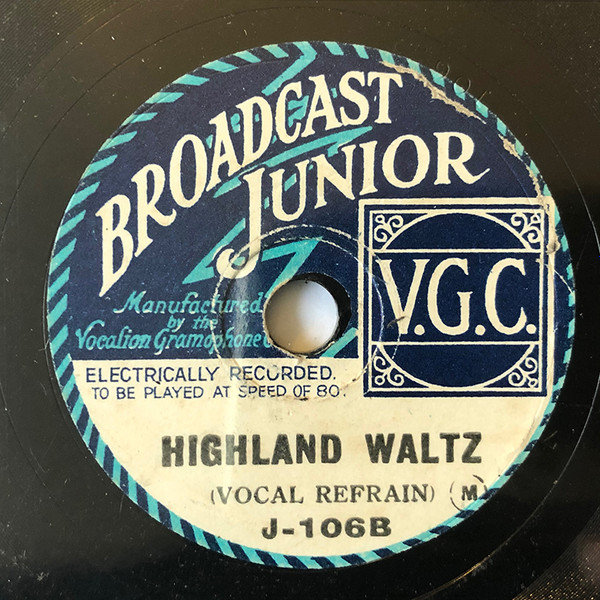 BROADCAST
JUNIOR
V.G.C.
Manufactured
by the
Vocalion Gramophone
ELECTRICALLY RECORDED.
TO BE PLAYED AT SPEED OF 80.
HIGHLAND WALTZ
(VOCAL REFRAIN) (M)
J-106B